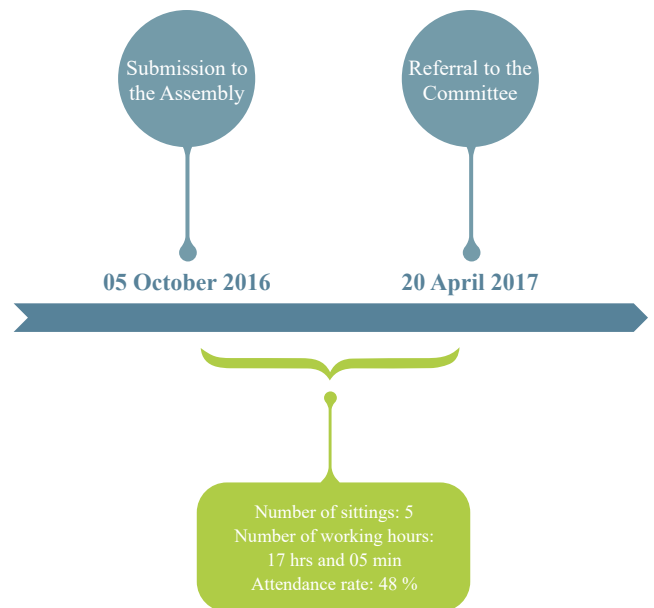 Submission to
the Assembly
Referral to the
Committee
05 October 2016
20 April 2017
Number of sittings: 5
Number of working hours:
17 hrs and 05 min
Attendance rate: 48 %